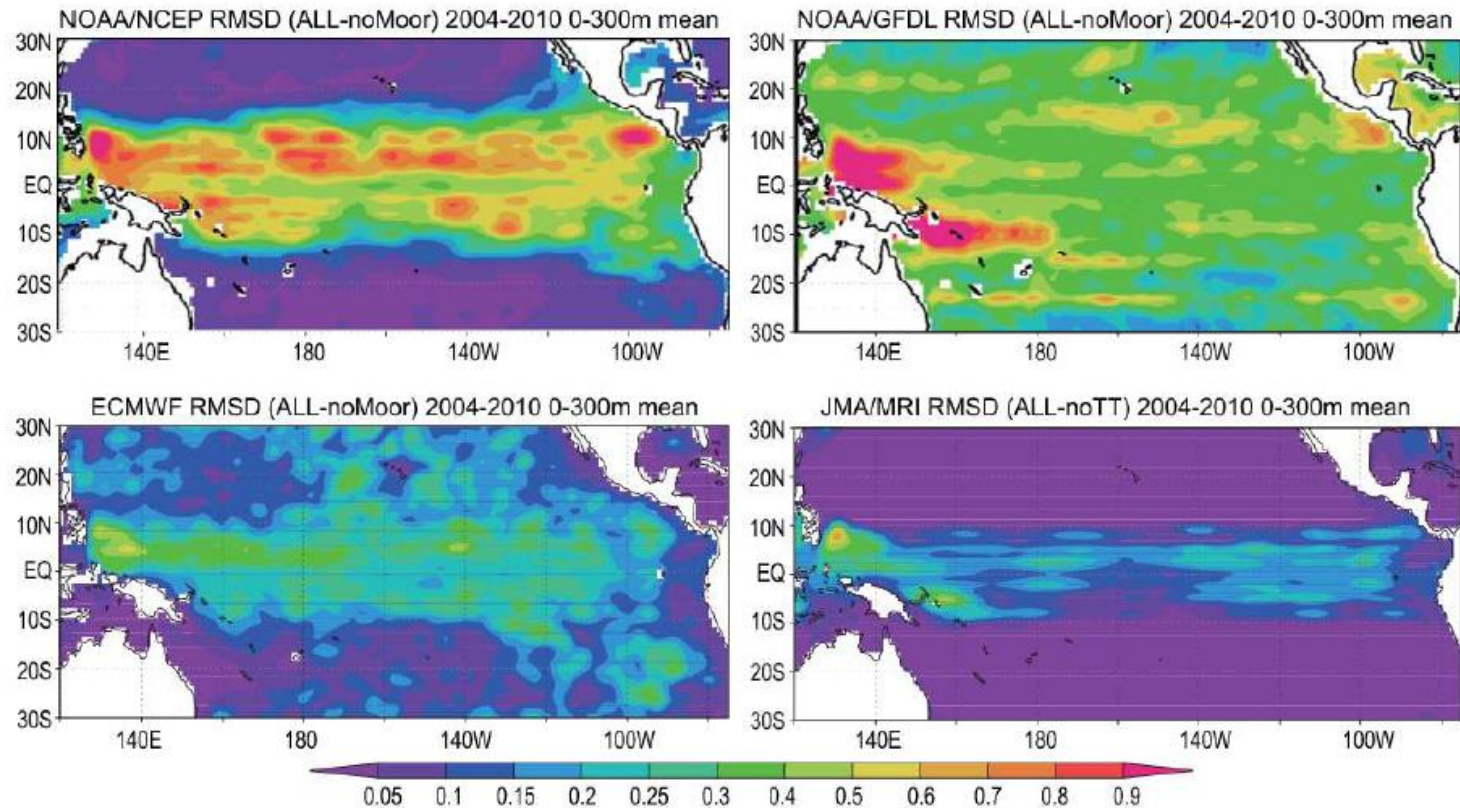 NOAA/NCEP RMSD (ALL-noMoor) 2004-2010 0-300m mean
30N
20N
10N
EQ
10S
20S
30S
140E 180 140W 100W
NOAA/GFDL RMSD (ALL-noMoor) 2004-2010 0-300m mean
30N
20N
10N
EQ
10S
20S
30S
140E 180 140W 100W
ECMWF RMSD (ALL-noMoor) 2004-2010 0-300m mean
30N
20N
10N
EQ
10S
20S
30S
140E 180 140W 100W
JMA/MRI RMSD (ALL-noTT) 2004-2010 0-300m mean
30N
20N
10N
EQ
10S
20S
30S
140E 180 140W 100W
0.05 0.1 0.15 0.2 0.25 0.3 0.4 0.5 0.6 0.7 0.8 0.9